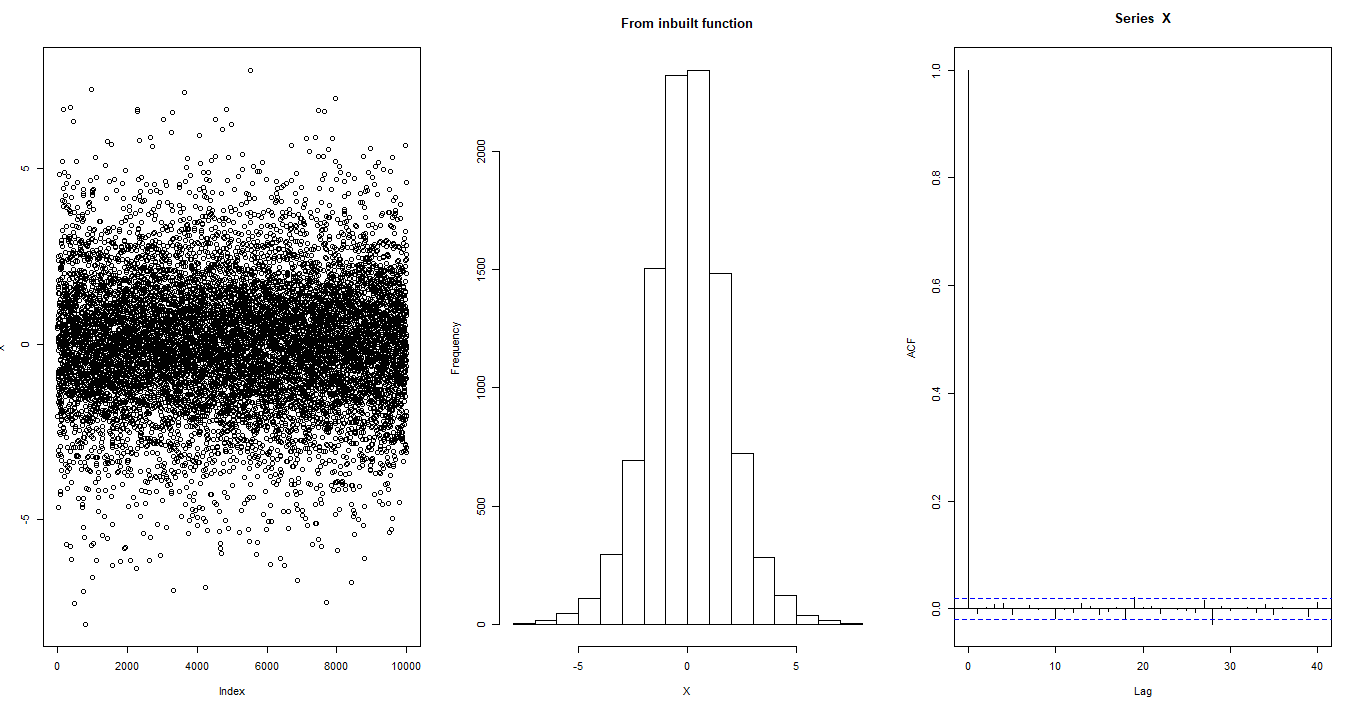 From inbuilt function
Series X
5
0
-5
X
0 2000 4000 6000 8000 10000
Index
2000
1500
1000
500
0
Frequency
-5 0 5
X
1.0
0.8
0.6
0.4
0.2
0.0
ACF
0 10 20 30 40
Lag